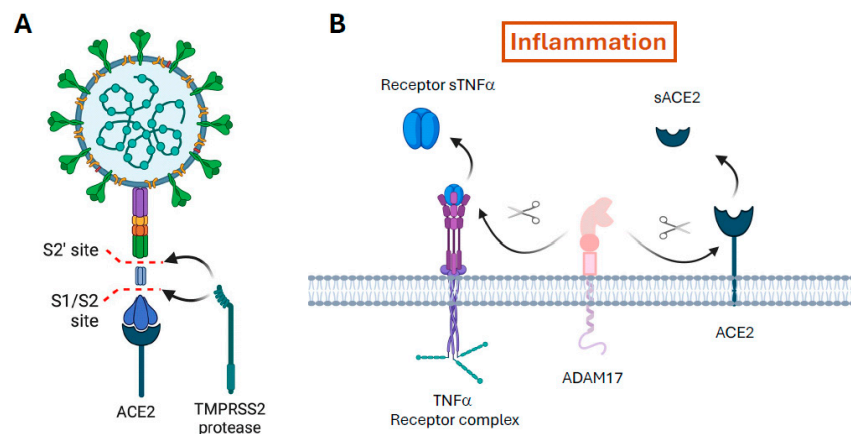 A
B
Inflammation
Receptor sTNFα
sACE2
S2' site
S1/S2
site
ACE2
TMPRSS2
protease
TNFα
Receptor complex
ADAM17
ACE2